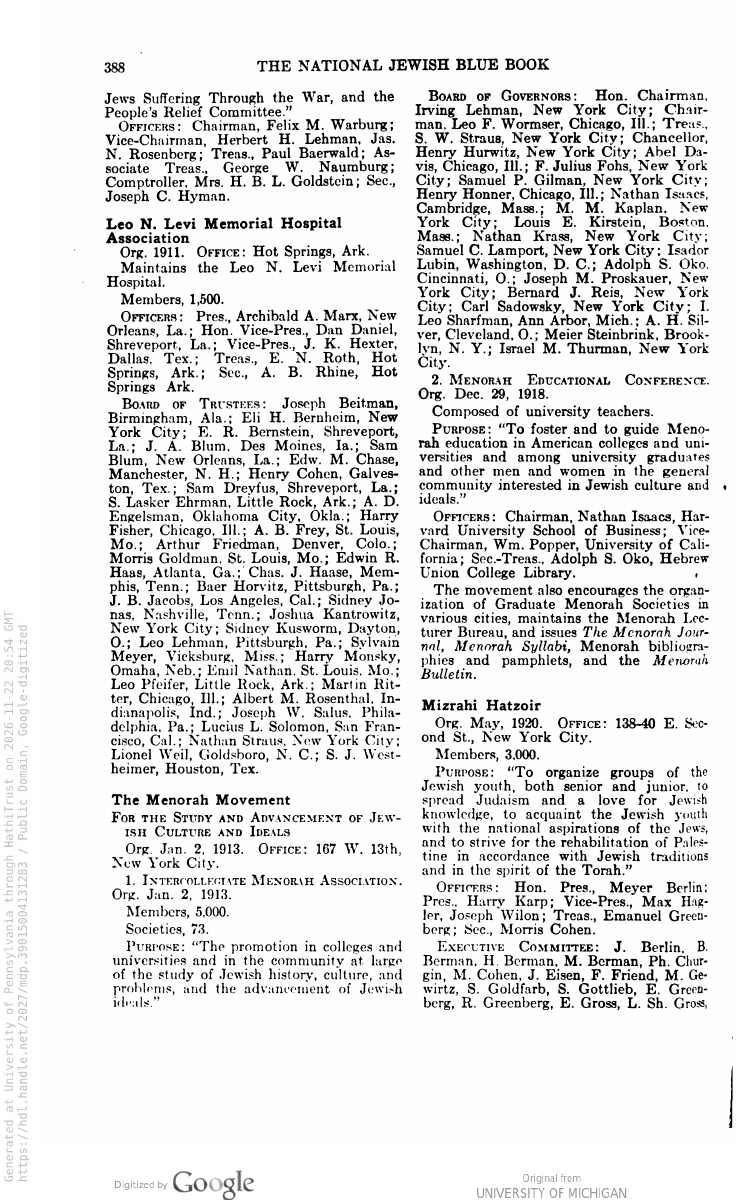 388 THE NATIONAL JEWISH BLUE BOOK
Jews Suffering Through the War, and the
People's Relief Committee."
OFFICERS: Chairman, Felix M. Warburg;
Vice-Chairman, Herbert H. Lehman, Jas.
N. Rosenberg; Treas., Paul Baerwald; As-
sociate Treas., George W. Naumburg;
Comptroller, Mrs. H. B. L. Goldstein; Sec.,
Joseph C. Hyman.
Leo N. Levi Memorial Hospital
Association
Org. 1911. OFFICE: Hot Springs, Ark.
Maintains the Leo N. Levi Memorial
Hospital.
Members, 1,500.
OFFICERS: Pres., Archibald A. Marx, New
Orleans, La.; Hon. Vice-Pres., Dan Daniel,
Shreveport, La.; Vice-Pres., J. K. Hexter,
Dallas, Tex.; Treas., E. N. Roth, Hot
Springs, Ark.; Sec., A. B. Rhine, Hot
Springs Ark.
BOARD OF TRUSTEES: Joseph Beitman,
Birmingham, Ala.; Eli H. Bernheim, New
York City; E. R. Bernstein, Shreveport,
La.; J. A. Blum, Des Moines, Ia.; Sam
Blum, New Orleans, La.; Edw. M. Chase,
Manchester, N. H.; Henry Cohen, Galves-
ton, Tex.; Sam Dreyfus, Shreveport, La.;
S. Lasker Ehrman, Little Rock, Ark.; A. D.
Engelsman, Oklahoma City, Okla.; Harry
Fisher, Chicago, Ill.; A. B. Frey, St. Louis,
Mo.; Arthur Friedman, Denver, Colo.;
Morris Goldman, St. Louis, Mo.; Edwin R.
Haas, Atlanta, Ga.; Chas. J. Haase, Mem-
phis, Tenn.; Baer Horvitz, Pittsburgh, Pa.;
J. B. Jacobs, Los Angeles, Cal.; Sidney Jo-
nas, Nashville, Tenn.; Joshua Kantrowitz,
New York City; Sidney Kusworm, Dayton,
O.; Leo Lehman, Pittsburgh, Pa.; Sylvain
Meyer, Vicksburg, Miss.; Harry Monsky,
Omaha, Neb.; Emil Nathan, St. Louis, Mo.;
Leo Pfeifer, Little Rock, Ark.; Martin Rit-
ter, Chicago, Ill.; Albert M. Rosenthal, In-
dianapolis, Ind.; Joseph W. Salus, Phila-
delphia, Pa.; Lucius L. Solomon, San Fran-
cisco, Cal.; Nathan Straus, New York City;
Lionel Weil, Goldsboro, N. C.; S. J. West-
heimer, Houston, Tex.
The Menorah Movement
FOR THE STUDY AND ADVANCEMENT OF JEW-
ISH CULTURE AND IDEALS
Org. Jan. 2, 1913. OFFICE: 167 W. 13th,
New York City.
1. INTERCOLLEGIATE MENORAH ASSOCIATION.
Org. Jan. 2, 1913.
Members, 5,000.
Societies, 73.
PURPOSE: "The promotion in colleges and
universities and in the community at large
of the study of Jewish history, culture, and
problems, and the advancement of Jewish
ideals."
BOARD OF GOVERNORS: Hon. Chairman,
Irving Lehman, New York City; Chair-
man, Leo F. Wormser, Chicago, Ill.; Treas.,
S. W. Straus, New York City; Chancellor,
Henry Hurwitz, New York City; Abel Da-
vis, Chicago, Ill.; F. Julius Fohs, New York
City; Samuel P. Gilman, New York City;
Henry Honner, Chicago, Ill.; Nathan Isaacs,
Cambridge, Mass.; M. M. Kaplan, New
York City; Louis E. Kirstein, Boston,
Mass.; Nathan Krass, New York City;
Samuel C. Lamport, New York City; Isador
Lubin, Washington, D. C.; Adolph S. Oko,
Cincinnati, O.; Joseph M. Proskauer, New
York City; Bernard J. Reis, New York
City; Carl Sadowsky, New York City; I.
Leo Sharfman, Ann Arbor, Mich.; A. H. Sil-
ver, Cleveland, O.; Meier Steinbrink, Brook-
lyn, N. Y.; Israel M. Thurman, New York
City.
2. MENORAH EDUCATIONAL CONFERENCE.
Org. Dec. 29, 1918.
Composed of university teachers.
PURPOSE: "To foster and to guide Meno-
rah education in American colleges and uni-
versities and among university graduates
and other men and women in the general
community interested in Jewish culture and
ideals."
OFFICERS: Chairman, Nathan Isaacs, Har-
vard University School of Business; Vice-
Chairman, Wm. Popper, University of Cali-
fornia; Sec.-Treas., Adolph S. Oko, Hebrew
Union College Library.
The movement also encourages the organ-
ization of Graduate Menorah Societies in
various cities, maintains the Menorah Lec-
turer Bureau, and issues The Menorah Jour-
nal, Menorah Syllabi, Menorah bibliogra-
phies and pamphlets, and the Menorah
Bulletin.
Mizrahi Hatzoir
Org. May, 1920. OFFICE: 138-40 E. Sec-
ond St., New York City.
Members, 3,000.
PURPOSE: "To organize groups of the
Jewish youth, both senior and junior, to
spread Judaism and a love for Jewish
knowledge, to acquaint the Jewish youth
with the national aspirations of the Jews,
and to strive for the rehabilitation of Pales-
tine in accordance with Jewish traditions
and in the spirit of the Torah."
OFFICERS: Hon. Pres., Meyer Berlin;
Pres., Harry Karp; Vice-Pres., Max Hag-
ler, Joseph Wilon; Treas., Emanuel Green-
berg; Sec., Morris Cohen.
EXECUTIVE COMMITTEE: J. Berlin, B.
Berman, H. Berman, M. Berman, Ph. Chur-
gin, M. Cohen, J. Eisen, F. Friend, M. Ge-
wirtz, S. Goldfarb, S. Gottlieb, E. Green-
berg, R. Greenberg, E. Gross, L. Sh. Gross,
Generated at University of Pennsylvania through HathiTrust on 2026-11-22 20:54 GMT
https://hdl.handle.net/2027/mdp.39015004131283 / Public Domain, Google-digitized
Digitized by Google
Original from
UNIVERSITY OF MICHIGAN